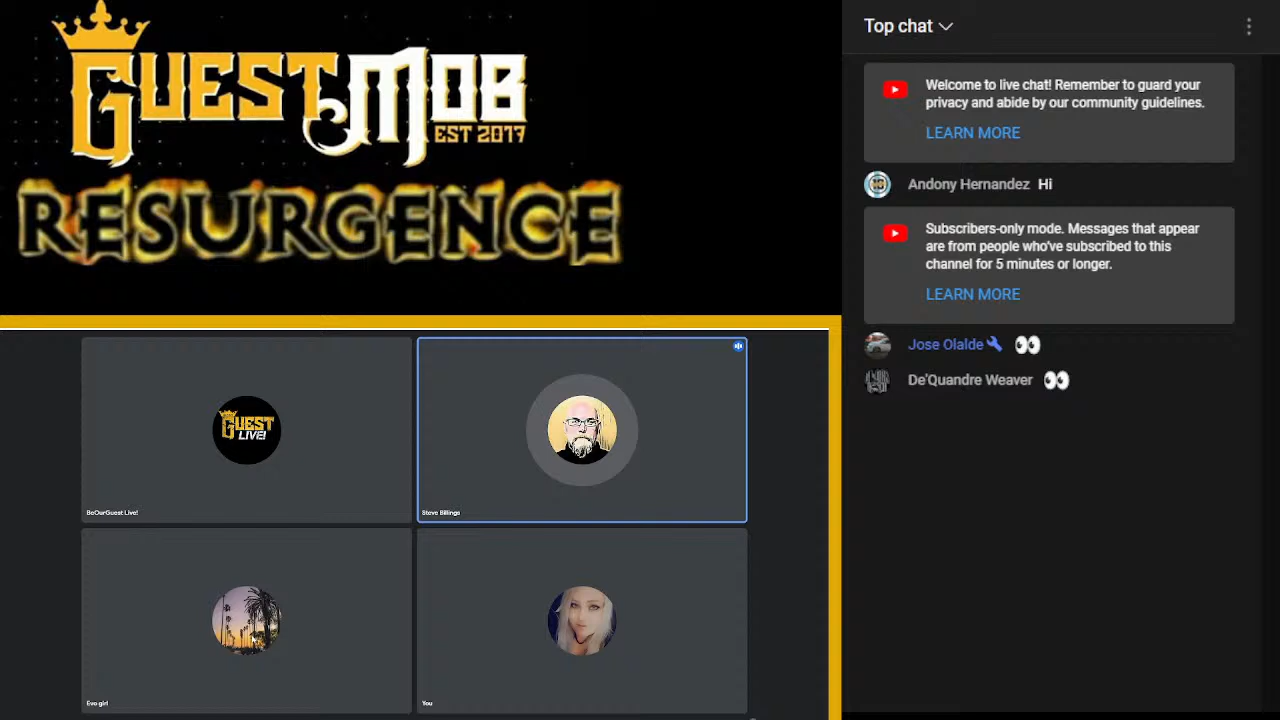 GUESTMOB
EST 2017
RESURGENCE
GUEST
LIVE!
BeOurGuest Live!
Steve Billings
Evo girl
You
Top chat
Welcome to live chat! Remember to guard your
privacy and abide by our community guidelines.
LEARN MORE
Andony Hernandez Hi
Subscribers-only mode. Messages that appear
are from people who've subscribed to this
channel for 5 minutes or longer.
LEARN MORE
Jose Olalde
De'Quandre Weaver